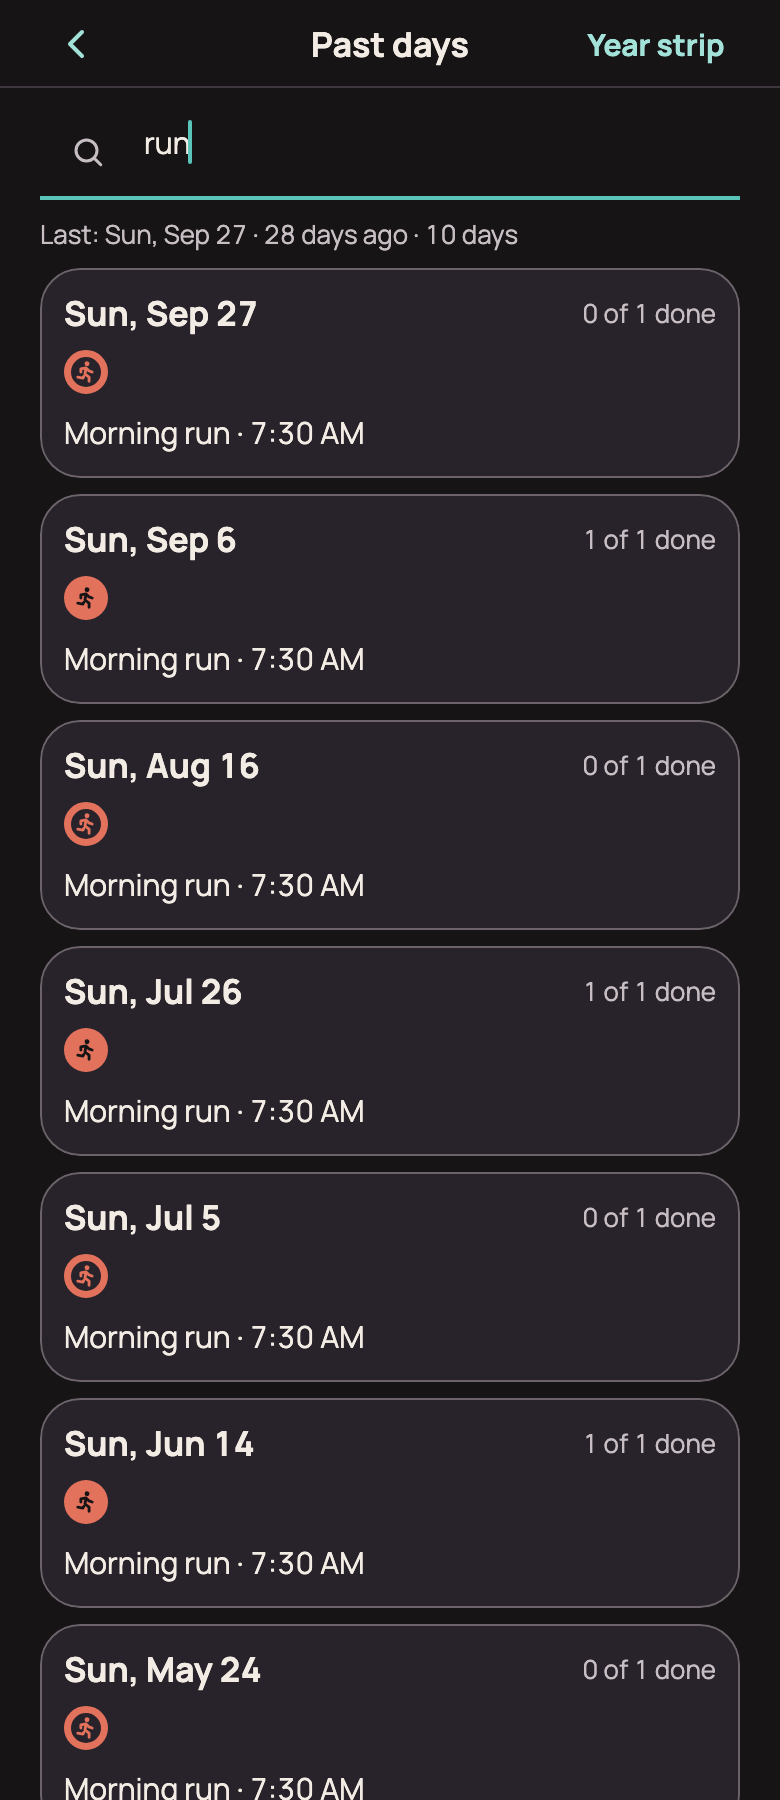 Past days
Year strip
run
Last: Sun, Sep 27 · 28 days ago · 10 days
Sun, Sep 27
0 of 1 done
Morning run · 7:30 AM
Sun, Sep 6
1 of 1 done
Morning run · 7:30 AM
Sun, Aug 16
0 of 1 done
Morning run · 7:30 AM
Sun, Jul 26
1 of 1 done
Morning run · 7:30 AM
Sun, Jul 5
0 of 1 done
Morning run · 7:30 AM
Sun, Jun 14
1 of 1 done
Morning run · 7:30 AM
Sun, May 24
0 of 1 done
Morning run · 7:30 AM